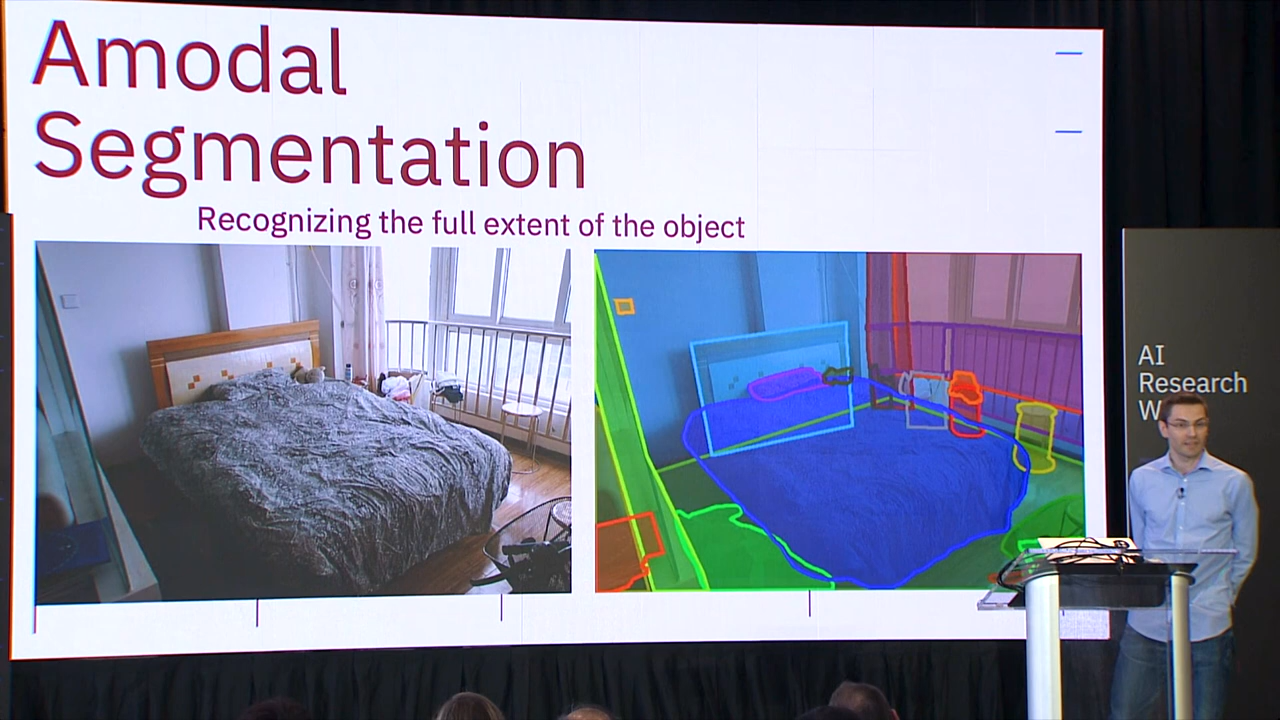 Amodal
Segmentation
Recognizing the full extent of the object
AI
Research